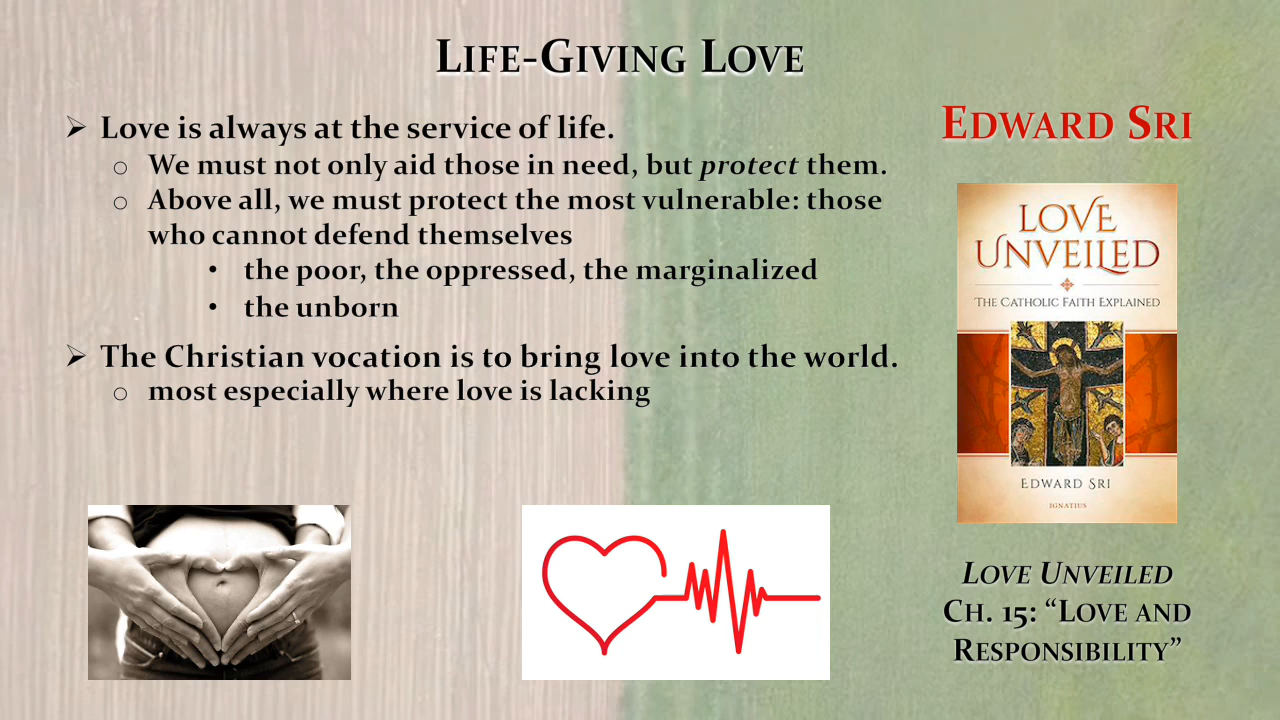 Life-Giving Love
➢ Love is always at the service of life.
o We must not only aid those in need, but protect them.
o Above all, we must protect the most vulnerable: those
who cannot defend themselves
• the poor, the oppressed, the marginalized
• the unborn
➢ The Christian vocation is to bring love into the world.
o most especially where love is lacking
Edward Sri
LOVE
UNVEILED
THE CATHOLIC FAITH EXPLAINED
EDWARD SRI
IGNATIUS
Love Unveiled
Ch. 15: “Love and
Responsibility”